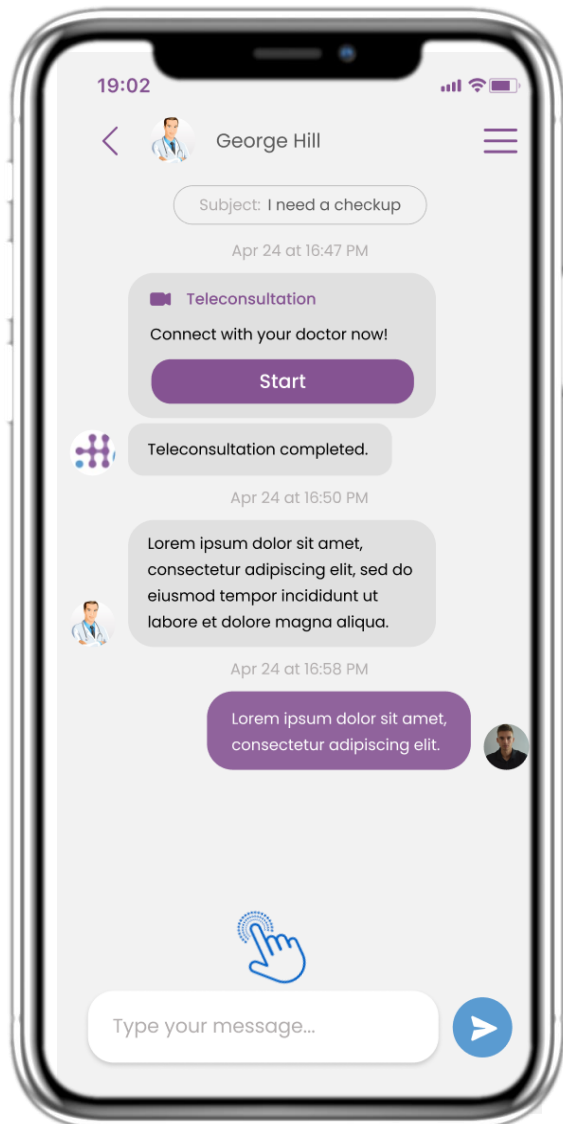 19:02
George Hill
Subject: I need a checkup
Apr 24 at 16:47 PM
Teleconsultation
Connect with your doctor now!
Start
Teleconsultation completed.
Apr 24 at 16:50 PM
Lorem ipsum dolor sit amet,
consectetur adipiscing elit, sed do
eiusmod tempor incididunt ut
labore et dolore magna aliqua.
Apr 24 at 16:58 PM
Lorem ipsum dolor sit amet,
consectetur adipiscing elit.
Type your message...